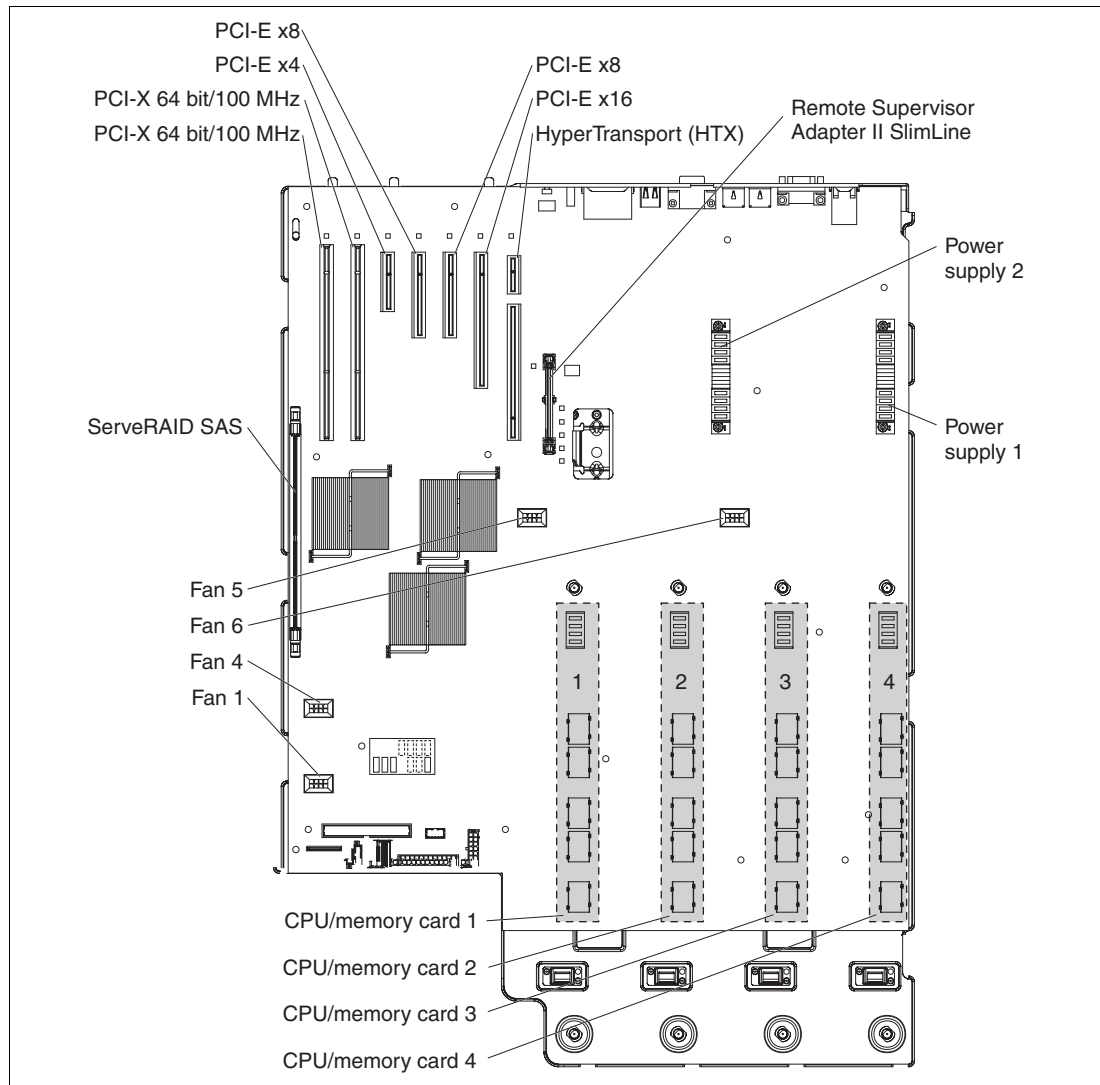 PCI-E x8
PCI-E x4
PCI-X 64 bit/100 MHz
PCI-X 64 bit/100 MHz
PCI-E x8
PCI-E x16
HyperTransport (HTX)
Remote Supervisor
Adapter II SlimLine
Power
supply 2
Power
supply 1
ServeRAID SAS
Fan 5
Fan 6
Fan 4
Fan 1
1
2
3
4
CPU/memory card 1
CPU/memory card 2
CPU/memory card 3
CPU/memory card 4